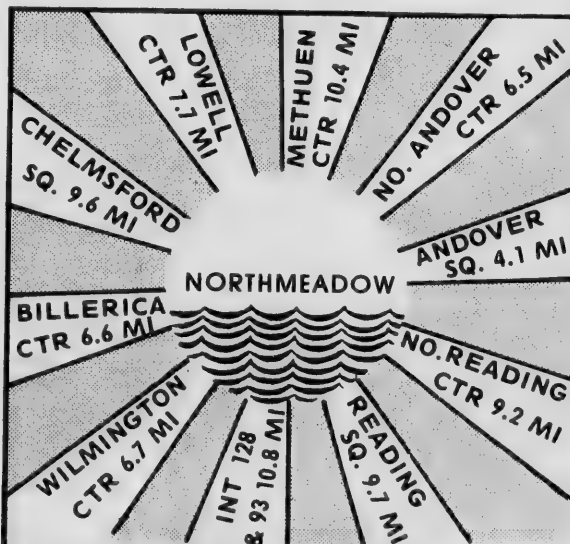 LOWELL
CTR 7.7 MI
METHUEN
CTR 10.4 MI
NO. ANDOVER
CTR 6.5 MI
CHELMSFORD
SQ. 9.6 MI
ANDOVER
SQ. 4.1 MI
NORTHMEADOW
BILLERICA
CTR 6.6 MI
NO. READING
CTR 9.2 MI
WILMINGTON
CTR 6.7 MI
INT 128
& 93 10.8 MI
READING
SQ. 9.7 MI